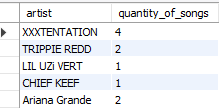 artist quantity_of_songs
XXXTENTATION 4
TRIPPIE REDD 2
LIL UZi VERT 1
CHIEF KEEF 1
Ariana Grande 2